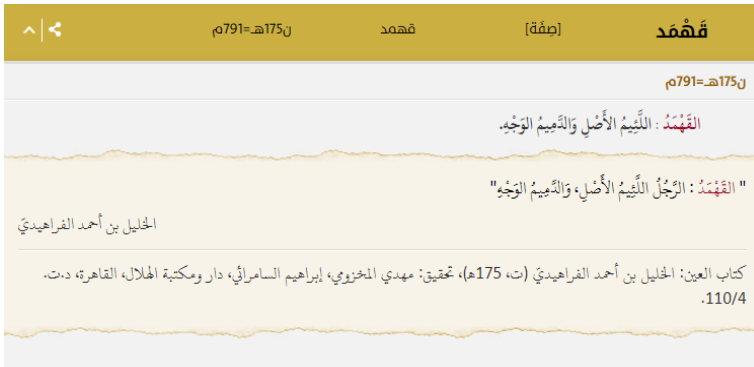 قَهْمَد [صِفَة] قهمد ن175هـ=791م
ن175هـ=791م
القَهْمَدُ : اللَّئِيمُ الأَصْلِ وَالدَّمِيمُ الوَجْهِ.
" القَهْمَدُ : الرَّجُلُ اللَّئِيمُ الأَصْلِ، وَالدَّمِيمُ الوَجْهِ"
الخليل بن أحمد الفراهيديّ
كتاب العين: الخليل بن أحمد الفراهيديّ (ت، 175ه)، تحقيق: مهدي المخزومي، إبراهيم السامرائي، دار ومكتبة الهلال، القاهرة، د.ت.
110/4.